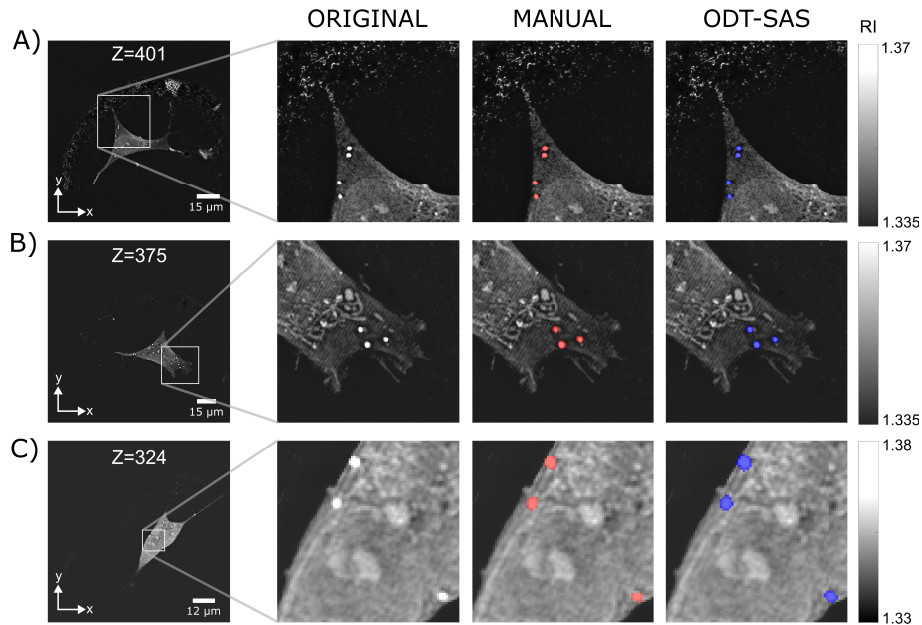 ORIGINAL MANUAL ODT-SAS RI
A) Z=401 1.37
y
x 15 µm
1.335
B) Z=375 1.37
y
x 15 µm
1.335
C) Z=324 1.38
y
x 12 µm
1.33